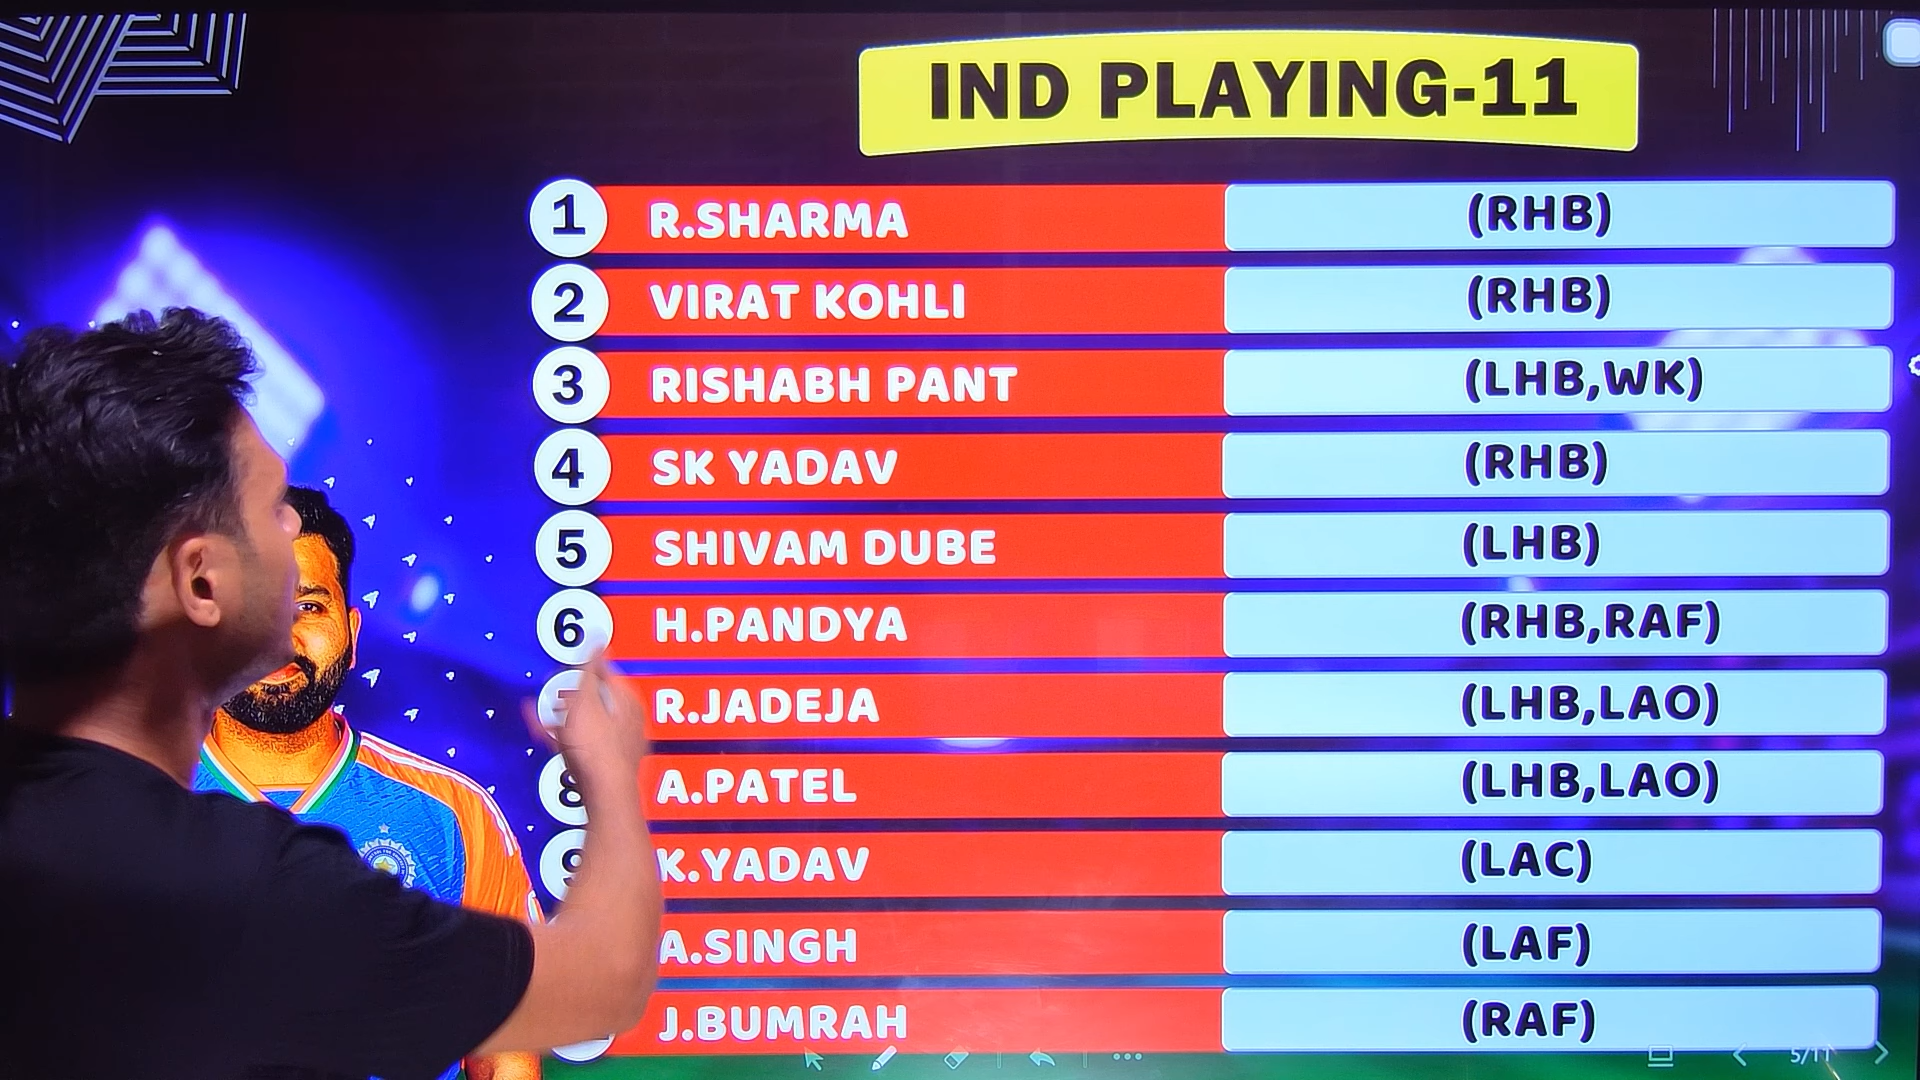 IND PLAYING-11
1 R.SHARMA (RHB)
2 VIRAT KOHLI (RHB)
3 RISHABH PANT (LHB,WK)
4 SK YADAV (RHB)
5 SHIVAM DUBE (LHB)
6 H.PANDYA (RHB,RAF)
R.JADEJA (LHB,LAO)
8 A.PATEL (LHB,LAO)
9 K.YADAV (LAC)
A.SINGH (LAF)
J.BUMRAH (RAF)
5/11